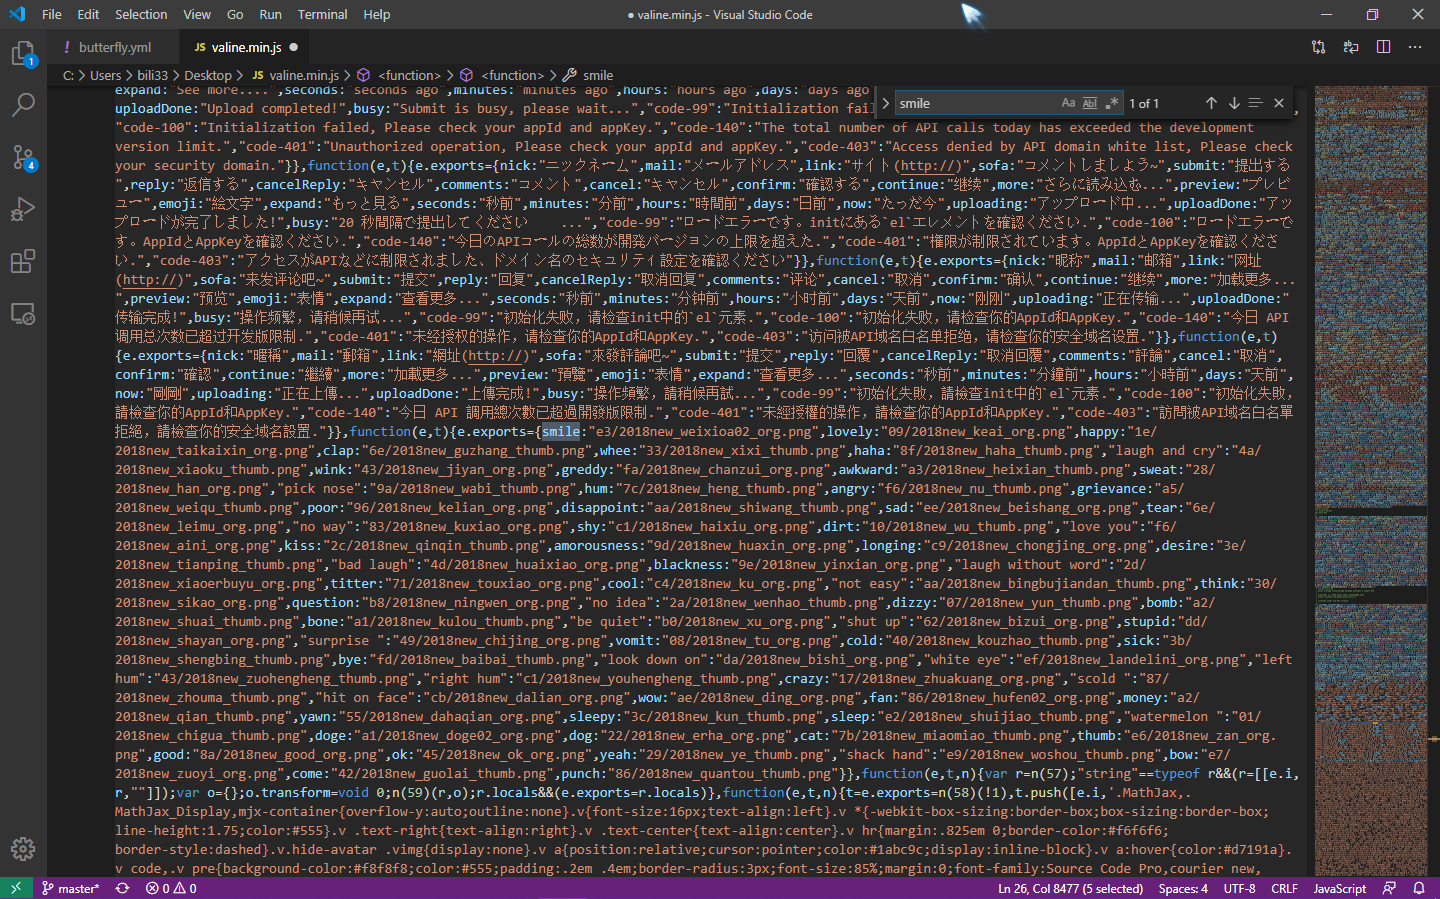 File Edit Selection View Go Run Terminal Help ● valine.min.js - Visual Studio Code
! butterfly.yml JS valine.min.js ●
C: > Users > bili33 > Desktop > JS valine.min.js > <function> > <function> > smile
smile Aa Abl .* 1 of 1
expand:"See more....",seconds:"seconds ago",minutes:"minutes ago",hours:"hours ago",days:"days ago
uploadDone:"Upload completed!",busy:"Submit is busy, please wait...","code-99":"Initialization fai
"code-100":"Initialization failed, Please check your appId and appKey.","code-140":"The total number of API calls today has exceeded the development
version limit.","code-401":"Unauthorized operation, Please check your appId and appKey.","code-403":"Access denied by API domain white list, Please check
your security domain."}},function(e,t){e.exports={nick:"ニックネーム",mail:"メールアドレス",link:"サイト(http://)",sofa:"コメントしましよう~",submit:"提出する
",reply:"返信する",cancelReply:"キャンセル",comments:"コメント",cancel:"キャンセル",confirm:"確認する",continue:"继续",more:"さらに読み込む...",preview:"プレビ
ュー",emoji:"絵文字",expand:"もっと見る",seconds:"秒前",minutes:"分前",hours:"時間前",days:"日前",now:"たっだ今",uploading:"アップロード中...",uploadDone:"アッ
プロードが完了しました!",busy:"20 秒間隔で提出してください    ...","code-99":"ロードエラーです。initにある`el`エレメントを確認ください.","code-100":"ロードエラーで
す。AppIdとAppKeyを確認ください.","code-140":"今日のAPIコールの総数が開発バージョンの上限を超えた.","code-401":"権限が制限されています。AppIdとAppKeyを確認くださ
い.","code-403":"アクセスがAPIなどに制限されました、ドメイン名のセキュリティ設定を確認ください"}},function(e,t){e.exports={nick:"昵称",mail:"邮箱",link:"网址
(http://)",sofa:"来发评论吧~",submit:"提交",reply:"回复",cancelReply:"取消回复",comments:"评论",cancel:"取消",confirm:"确认",continue:"继续",more:"加载更多...
",preview:"预览",emoji:"表情",expand:"查看更多...",seconds:"秒前",minutes:"分钟前",hours:"小时前",days:"天前",now:"刚刚",uploading:"正在传输...",uploadDone:"
传输完成!",busy:"操作频繁，请稍候再试...","code-99":"初始化失败，请检查init中的`el`元素.","code-100":"初始化失败，请检查你的AppId和AppKey.","code-140":"今日 API
调用总次数已超过开发版限制.","code-401":"未经授权的操作，请检查你的AppId和AppKey.","code-403":"访问被API域名白名单拒绝，请检查你的安全域名设置."}},function(e,t)
{e.exports={nick:"暱稱",mail:"郵箱",link:"網址(http://)",sofa:"來發評論吧~",submit:"提交",reply:"回覆",cancelReply:"取消回覆",comments:"評論",cancel:"取消",
confirm:"確認",continue:"繼續",more:"加載更多...",preview:"預覽",emoji:"表情",expand:"查看更多...",seconds:"秒前",minutes:"分鐘前",hours:"小時前",days:"天前",
now:"剛剛",uploading:"正在上傳...",uploadDone:"上傳完成!",busy:"操作頻繁，請稍候再試...","code-99":"初始化失敗，請檢查init中的`el`元素.","code-100":"初始化失敗，
請檢查你的AppId和AppKey.","code-140":"今日 API 調用總次數已超過開發版限制.","code-401":"未經授權的操作，請檢查你的AppId和AppKey.","code-403":"訪問被API域名白名單
拒絕，請檢查你的安全域名設置."}},function(e,t){e.exports={smile:"e3/2018new_weixioa02_org.png",lovely:"09/2018new_keai_org.png",happy:"1e/
2018new_taikaixin_org.png",clap:"6e/2018new_guzhang_thumb.png",whee:"33/2018new_xixi_thumb.png",haha:"8f/2018new_haha_thumb.png","laugh and cry":"4a/
2018new_xiaoku_thumb.png",wink:"43/2018new_jiyan_org.png",greddy:"fa/2018new_chanzui_org.png",awkward:"a3/2018new_heixian_thumb.png",sweat:"28/
2018new_han_org.png","pick nose":"9a/2018new_wabi_thumb.png",hum:"7c/2018new_heng_thumb.png",angry:"f6/2018new_nu_thumb.png",grievance:"a5/
2018new_weiqu_thumb.png",poor:"96/2018new_kelian_org.png",disappoint:"aa/2018new_shiwang_thumb.png",sad:"ee/2018new_beishang_org.png",tear:"6e/
2018new_leimu_org.png","no way":"83/2018new_kuxiao_org.png",shy:"c1/2018new_haixiu_org.png",dirt:"10/2018new_wu_thumb.png","love you":"f6/
2018new_aini_org.png",kiss:"2c/2018new_qinqin_thumb.png",amorousness:"9d/2018new_huaxin_org.png",longing:"c9/2018new_chongjing_org.png",desire:"3e/
2018new_tianping_thumb.png","bad laugh":"4d/2018new_huaixiao_org.png",blackness:"9e/2018new_yinxian_org.png","laugh without word":"2d/
2018new_xiaoerbuyu_org.png",titter:"71/2018new_touxiao_org.png",cool:"c4/2018new_ku_org.png","not easy":"aa/2018new_bingbujiandan_thumb.png",think:"30/
2018new_sikao_org.png",question:"b8/2018new_ningwen_org.png","no idea":"2a/2018new_wenhao_thumb.png",dizzy:"07/2018new_yun_thumb.png",bomb:"a2/
2018new_shuai_thumb.png",bone:"a1/2018new_kulou_thumb.png","be quiet":"b0/2018new_xu_org.png","shut up":"62/2018new_bizui_org.png",stupid:"dd/
2018new_shayan_org.png","surprise ":"49/2018new_chijing_org.png",vomit:"08/2018new_tu_org.png",cold:"40/2018new_kouzhao_thumb.png",sick:"3b/
2018new_shengbing_thumb.png",bye:"fd/2018new_baibai_thumb.png","look down on":"da/2018new_bishi_org.png","white eye":"ef/2018new_landelini_org.png","left
hum":"43/2018new_zuohengheng_thumb.png","right hum":"c1/2018new_youhengheng_thumb.png",crazy:"17/2018new_zhuakuang_org.png","scold ":"87/
2018new_zhouma_thumb.png","hit on face":"cb/2018new_dalian_org.png",wow:"ae/2018new_ding_org.png",fan:"86/2018new_hufen02_org.png",money:"a2/
2018new_qian_thumb.png",yawn:"55/2018new_dahaqian_org.png",sleepy:"3c/2018new_kun_thumb.png",sleep:"e2/2018new_shuijiao_thumb.png","watermelon ":"01/
2018new_chigua_thumb.png",doge:"a1/2018new_doge02_org.png",dog:"22/2018new_erha_org.png",cat:"7b/2018new_miaomiao_thumb.png",thumb:"e6/2018new_zan_org.
png",good:"8a/2018new_good_org.png",ok:"45/2018new_ok_org.png",yeah:"29/2018new_ye_thumb.png","shack hand":"e9/2018new_woshou_thumb.png",bow:"e7/
2018new_zuoyi_org.png",come:"42/2018new_guolai_thumb.png",punch:"86/2018new_quantou_thumb.png"}},function(e,t,n){var r=n(57);"string"==typeof r&&(r=[[e.i,
r,""]]);var o={};o.transform=void 0;n(59)(r,o);r.locals&&(e.exports=r.locals)},function(e,t,n){t=e.exports=n(58)(!1),t.push([e.i,'.MathJax,.
MathJax_Display,mjx-container{overflow-y:auto;outline:none}.v{font-size:16px;text-align:left}.v *{-webkit-box-sizing:border-box;box-sizing:border-box;
line-height:1.75;color:#555}.v .text-right{text-align:right}.v .text-center{text-align:center}.v hr{margin:.825em 0;border-color:#f6f6f6;
border-style:dashed}.v.hide-avatar .vimg{display:none}.v a{position:relative;cursor:pointer;color:#1abc9c;display:inline-block}.v a:hover{color:#d7191a}.
v code,.v pre{background-color:#f8f8f8;color:#555;padding:.2em .4em;border-radius:3px;font-size:85%;margin:0;font-family:Source Code Pro,courier new,
master* 0 0 Ln 26, Col 8477 (5 selected) Spaces: 4 UTF-8 CRLF JavaScript
1
4